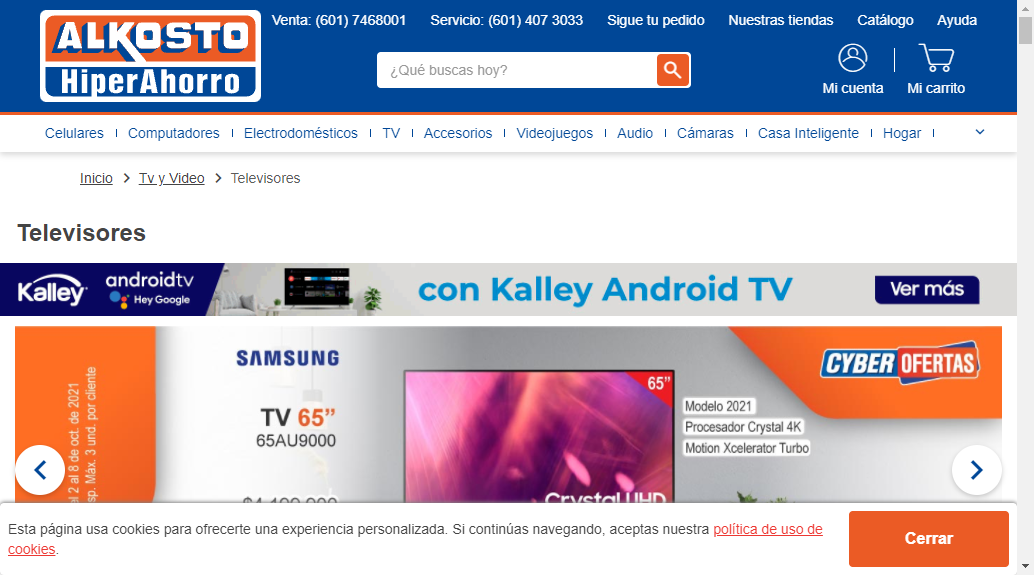 ALKOSTO
HiperAhorro
Venta: (601) 7468001
Servicio: (601) 407 3033
Sigue tu pedido
Nuestras tiendas
Catálogo
Ayuda
¿Qué buscas hoy?
Mi cuenta
Mi carrito
Celulares
Computadores
Electrodomésticos
TV
Accesorios
Videojuegos
Audio
Cámaras
Casa Inteligente
Hogar
Inicio > Tv y Video > Televisores
Televisores
Kalley
androidtv
Hey Google
con Kalley Android TV
Ver más
el 2 al 8 de oct. de 2021
sp. Máx. 3 und. por cliente
SAMSUNG
TV 65”
65AU9000
$4.199.900
65"
Crystal UHD
CYBER OFERTAS
Modelo 2021
Procesador Crystal 4K
Motion Xcelerator Turbo
Esta página usa cookies para ofrecerte una experiencia personalizada. Si continúas navegando, aceptas nuestra política de uso de
cookies.
Cerrar